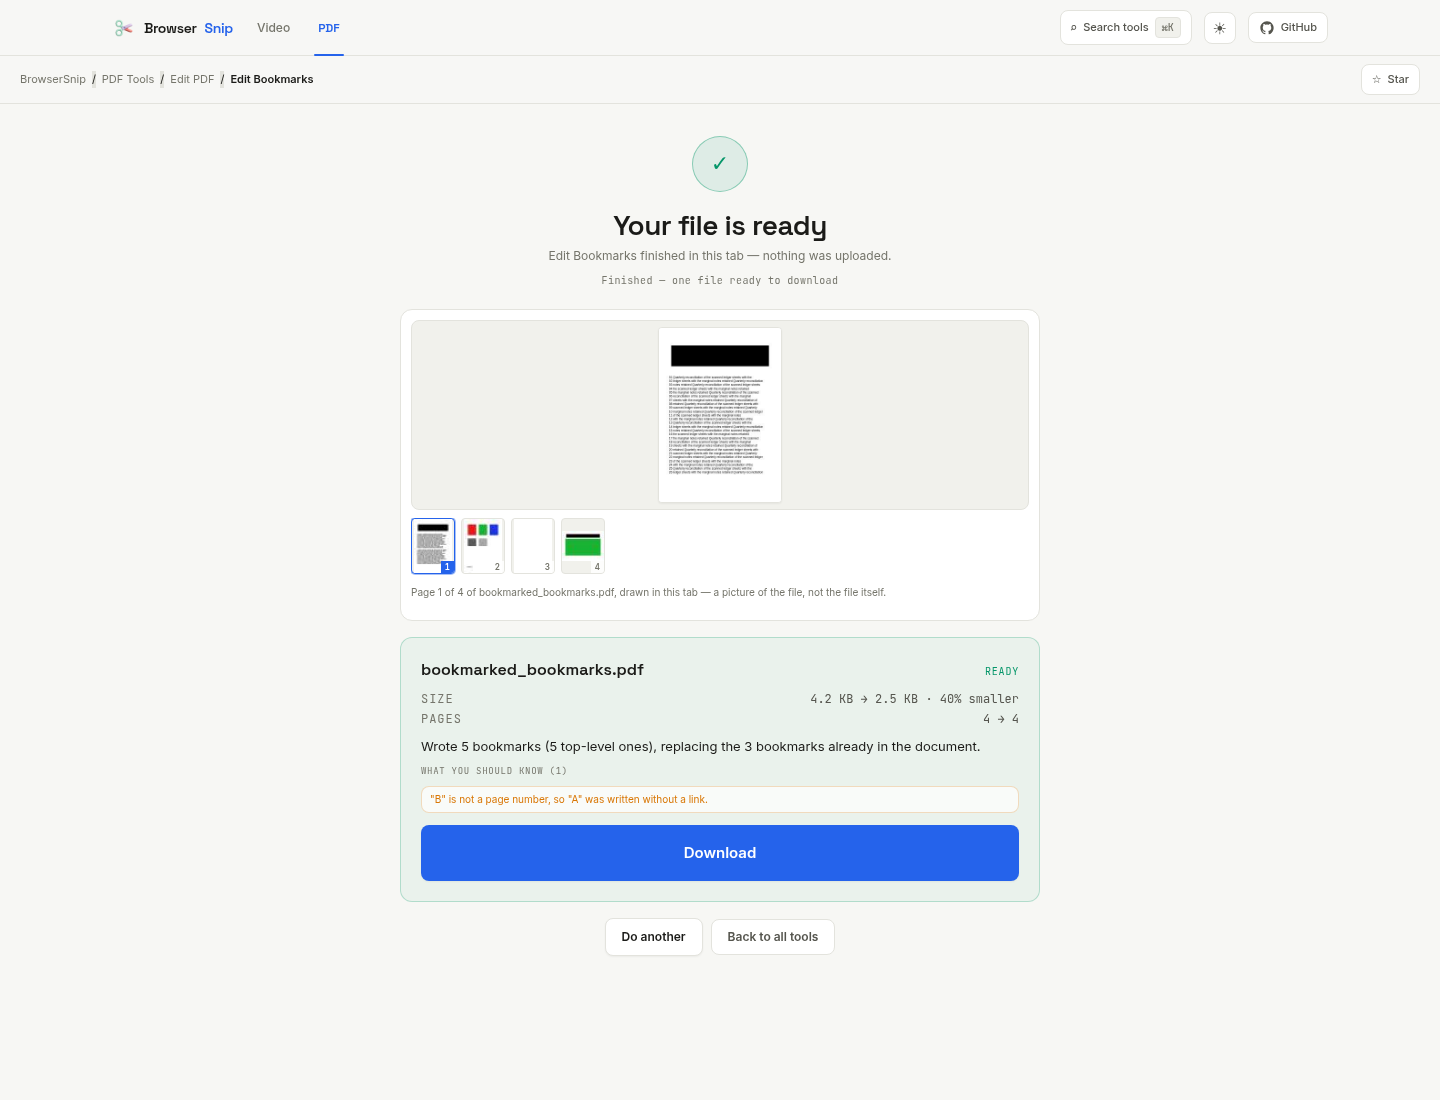 Browser Snip Video PDF Search tools ⌘K GitHub
BrowserSnip / PDF Tools / Edit PDF / Edit Bookmarks
☆ Star
✓
Your file is ready
Edit Bookmarks finished in this tab — nothing was uploaded.
Finished — one file ready to download
1 2 3 4
Page 1 of 4 of bookmarked_bookmarks.pdf, drawn in this tab — a picture of the file, not the file itself.
bookmarked_bookmarks.pdf READY
SIZE 4.2 KB → 2.5 KB · 40% smaller
PAGES 4 → 4
Wrote 5 bookmarks (5 top-level ones), replacing the 3 bookmarks already in the document.
WHAT YOU SHOULD KNOW (1)
"B" is not a page number, so "A" was written without a link.
Download
Do another Back to all tools